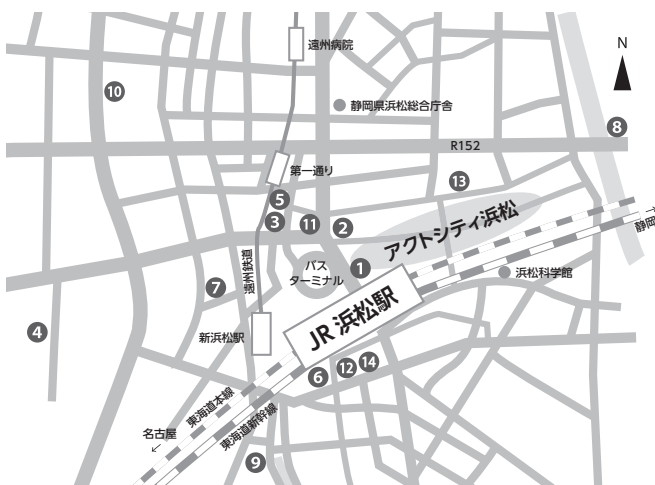 遠州病院
N
10
静岡県浜松総合庁舎
8
R152
第一通り
13
5
3
11
2
アクトシティ浜松
静岡
遠州鉄道
バス
ターミナル
1
浜松科学館
7
JR 浜松駅
4
新浜松駅
6
12
14
東海道本線
東海道新幹線
名古屋
9